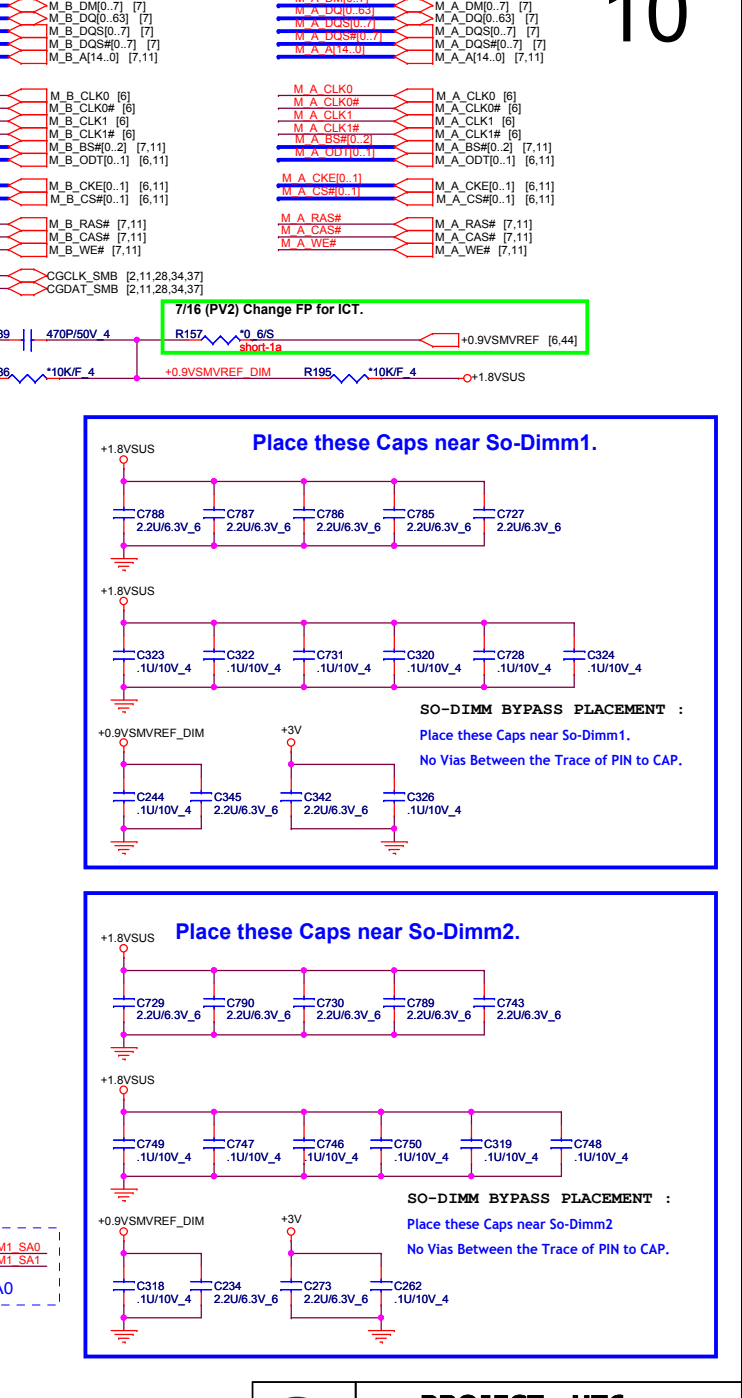 M_B_DM[0..7] [7]
M_B_DQ[0..63] [7]
M_B_DQS[0..7] [7]
M_B_DQS#[0..7] [7]
M_B_A[14..0] [7,11]
M_A_DQ[0..63]
M_A_DQS[0..7]
M_A_DQS#[0..7]
M_A_A[14..0]
M_A_DM[0..7] [7]
M_A_DQ[0..63] [7]
M_A_DQS[0..7] [7]
M_A_DQS#[0..7] [7]
M_A_A[14..0] [7,11]
10
M_B_CLK0 [6]
M_B_CLK0# [6]
M_B_CLK1 [6]
M_B_CLK1# [6]
M_B_BS#[0..2] [7,11]
M_B_ODT[0..1] [6,11]
M_A_CLK0
M_A_CLK0#
M_A_CLK1
M_A_CLK1#
M_A_BS#[0..2]
M_A_ODT[0..1]
M_A_CLK0 [6]
M_A_CLK0# [6]
M_A_CLK1 [6]
M_A_CLK1# [6]
M_A_BS#[0..2] [7,11]
M_A_ODT[0..1] [6,11]
M_B_CKE[0..1] [6,11]
M_B_CS#[0..1] [6,11]
M_A_CKE[0..1]
M_A_CS#[0..1]
M_A_CKE[0..1] [6,11]
M_A_CS#[0..1] [6,11]
M_B_RAS# [7,11]
M_B_CAS# [7,11]
M_B_WE# [7,11]
M_A_RAS#
M_A_CAS#
M_A_WE#
M_A_RAS# [7,11]
M_A_CAS# [7,11]
M_A_WE# [7,11]
CGCLK_SMB [2,11,28,34,37]
CGDAT_SMB [2,11,28,34,37]
7/16 (PV2) Change FP for ICT.
39 470P/50V_4 R157 *0_6/S +0.9VSMVREF [6,44]
short-1a
36 *10K/F_4 +0.9VSMVREF_DIM R195 *10K/F_4 +1.8VSUS
Place these Caps near So-Dimm1.
+1.8VSUS
C788 C787 C786 C785 C727
2.2U/6.3V_6 2.2U/6.3V_6 2.2U/6.3V_6 2.2U/6.3V_6 2.2U/6.3V_6
+1.8VSUS
C323 C322 C731 C320 C728 C324
.1U/10V_4 .1U/10V_4 .1U/10V_4 .1U/10V_4 .1U/10V_4 .1U/10V_4
SO-DIMM BYPASS PLACEMENT :
Place these Caps near So-Dimm1.
No Vias Between the Trace of PIN to CAP.
+0.9VSMVREF_DIM +3V
C244 C345 C342 C326
.1U/10V_4 2.2U/6.3V_6 2.2U/6.3V_6 .1U/10V_4
Place these Caps near So-Dimm2.
+1.8VSUS
C729 C790 C730 C789 C743
2.2U/6.3V_6 2.2U/6.3V_6 2.2U/6.3V_6 2.2U/6.3V_6 2.2U/6.3V_6
+1.8VSUS
C749 C747 C746 C750 C319 C748
.1U/10V_4 .1U/10V_4 .1U/10V_4 .1U/10V_4 .1U/10V_4 .1U/10V_4
SO-DIMM BYPASS PLACEMENT :
Place these Caps near So-Dimm2
No Vias Between the Trace of PIN to CAP.
+0.9VSMVREF_DIM +3V
C318 C234 C273 C262
.1U/10V_4 2.2U/6.3V_6 2.2U/6.3V_6 .1U/10V_4
M1_SA0
M1_SA1
A0